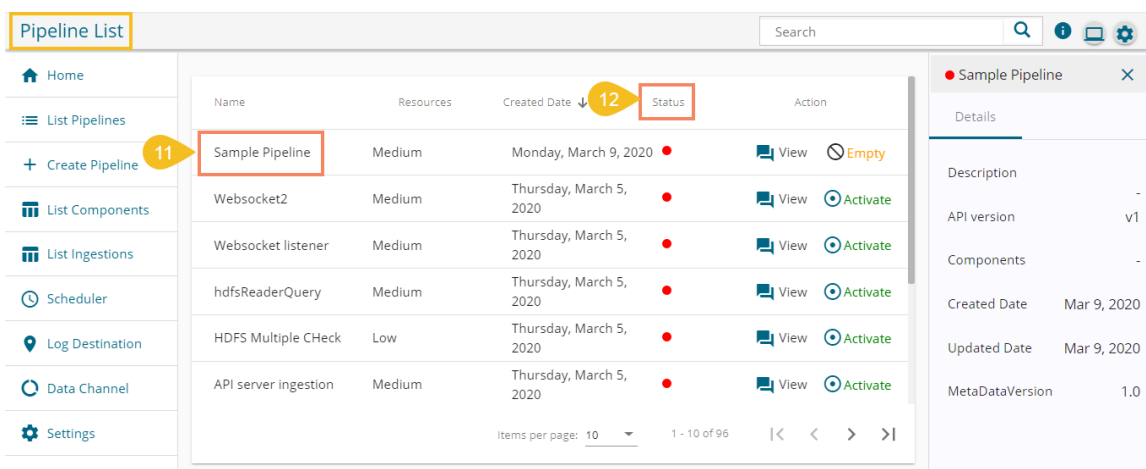 Pipeline List
Search
Home
List Pipelines
Create Pipeline
List Components
List Ingestions
Scheduler
Log Destination
Data Channel
Settings
11
12
Name Resources Created Date Status Action
Sample Pipeline Medium Monday, March 9, 2020 View Empty
Websocket2 Medium Thursday, March 5,
2020 View Activate
Websocket listener Medium Thursday, March 5,
2020 View Activate
hdfsReaderQuery Medium Thursday, March 5,
2020 View Activate
HDFS Multiple CHeck Low Thursday, March 5,
2020 View Activate
API server ingestion Medium Thursday, March 5,
2020 View Activate
Items per page: 10 1 - 10 of 96
Sample Pipeline
Details
Description -
API version v1
Components -
Created Date Mar 9, 2020
Updated Date Mar 9, 2020
MetaDataVersion 1.0